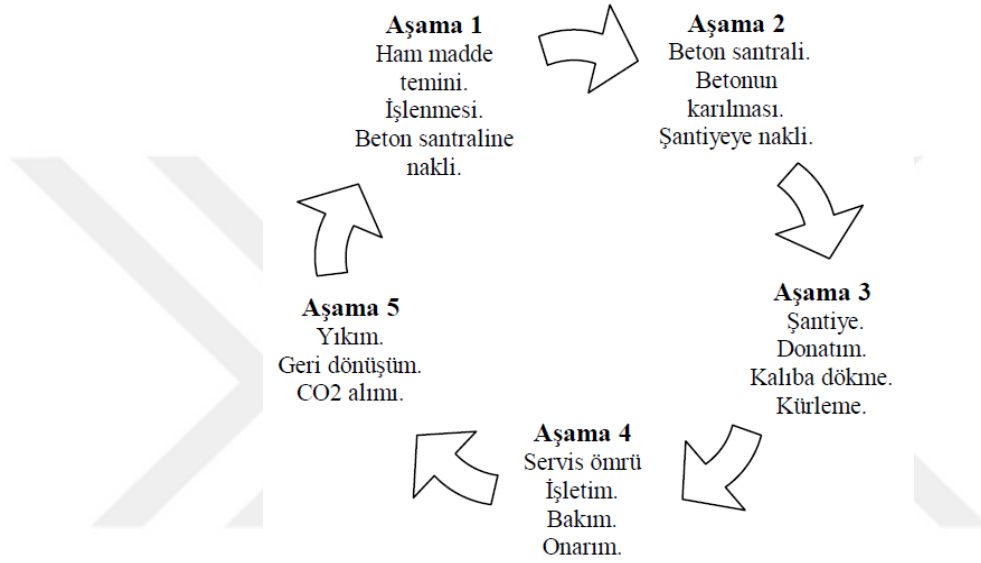 Aşama 1
Ham madde
temini.
İşlenmesi.
Beton santraline
nakli.
Aşama 2
Beton santrali.
Betonun
karılması.
Şantiyeye nakli.
Aşama 3
Şantiye.
Donatım.
Kalıba dökme.
Kürleme.
Aşama 4
Servis ömrü
İşletim.
Bakım.
Onarım.
Aşama 5
Yıkım.
Geri dönüşüm.
CO2 alımı.